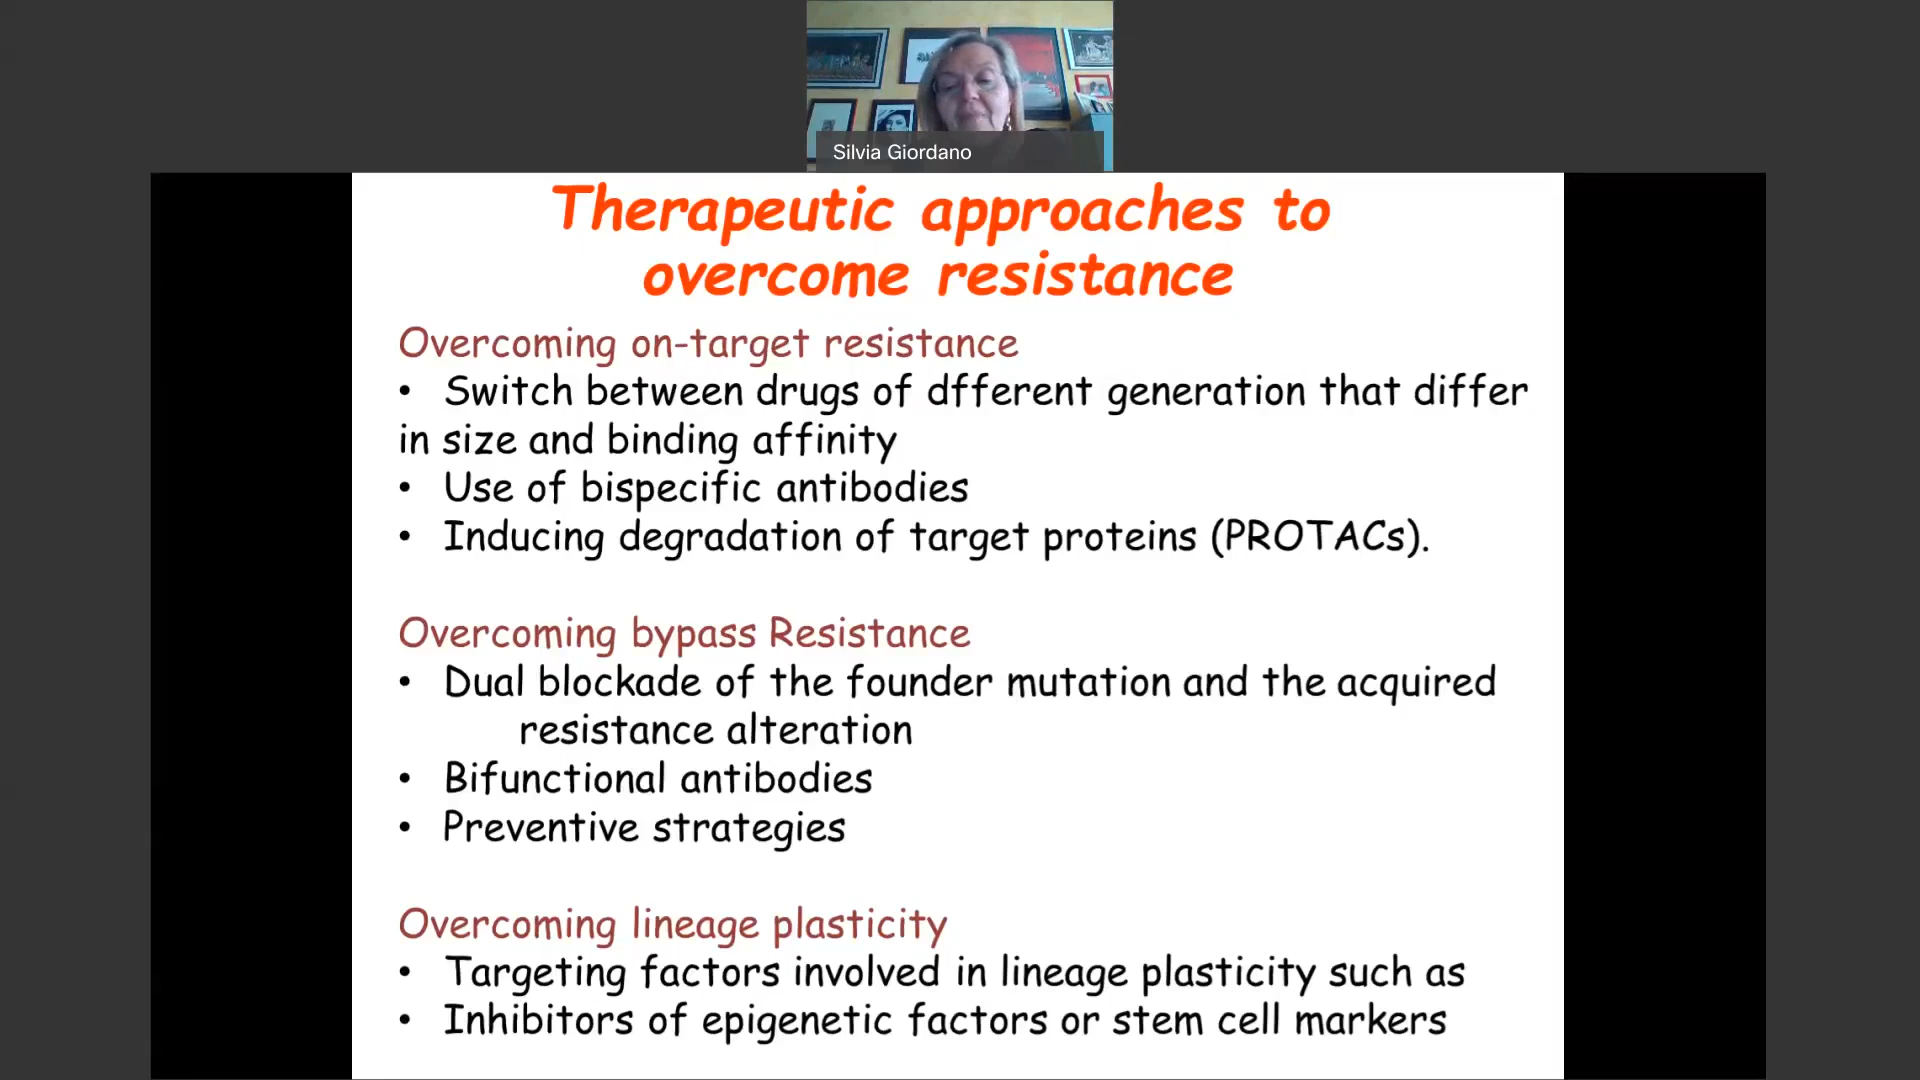 Silvia Giordano
Therapeutic approaches to
overcome resistance
Overcoming on-target resistance
• Switch between drugs of dfferent generation that differ
in size and binding affinity
• Use of bispecific antibodies
• Inducing degradation of target proteins (PROTACs).
Overcoming bypass Resistance
• Dual blockade of the founder mutation and the acquired
resistance alteration
• Bifunctional antibodies
• Preventive strategies
Overcoming lineage plasticity
• Targeting factors involved in lineage plasticity such as
• Inhibitors of epigenetic factors or stem cell markers